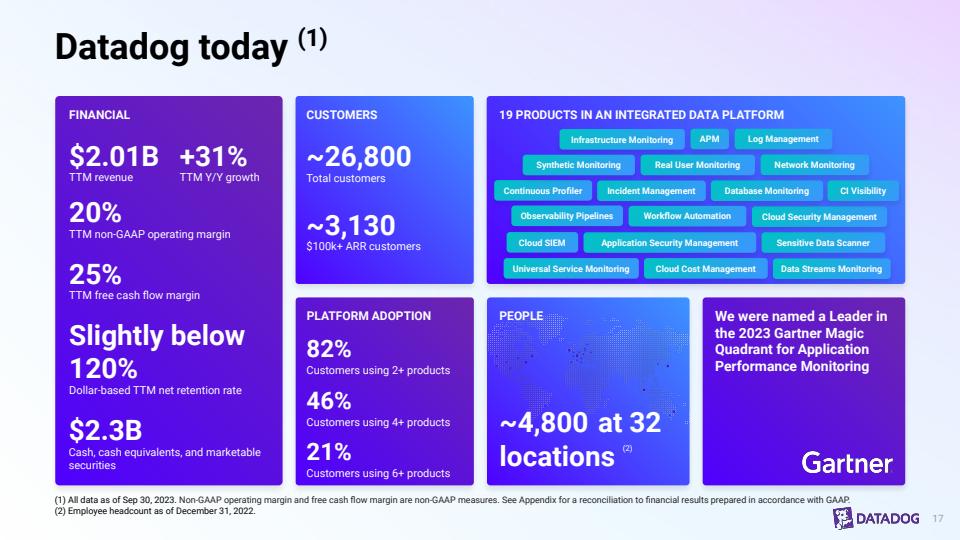 Datadog today (1)
FINANCIAL
$2.01B +31%
TTM revenue TTM Y/Y growth
20%
TTM non-GAAP operating margin
25%
TTM free cash flow margin
Slightly below
120%
Dollar-based TTM net retention rate
$2.3B
Cash, cash equivalents, and marketable
securities
CUSTOMERS
~26,800
Total customers
~3,130
$100k+ ARR customers
19 PRODUCTS IN AN INTEGRATED DATA PLATFORM
Infrastructure Monitoring APM Log Management
Synthetic Monitoring Real User Monitoring Network Monitoring
Continuous Profiler Incident Management Database Monitoring CI Visibility
Observability Pipelines Workflow Automation Cloud Security Management
Cloud SIEM Application Security Management Sensitive Data Scanner
Universal Service Monitoring Cloud Cost Management Data Streams Monitoring
PLATFORM ADOPTION
82%
Customers using 2+ products
46%
Customers using 4+ products
21%
Customers using 6+ products
PEOPLE
~4,800 at 32
locations (2)
We were named a Leader in
the 2023 Gartner Magic
Quadrant for Application
Performance Monitoring
Gartner
(1) All data as of Sep 30, 2023. Non-GAAP operating margin and free cash flow margin are non-GAAP measures. See Appendix for a reconciliation to financial results prepared in accordance with GAAP.
(2) Employee headcount as of December 31, 2022.
DATADOG 17